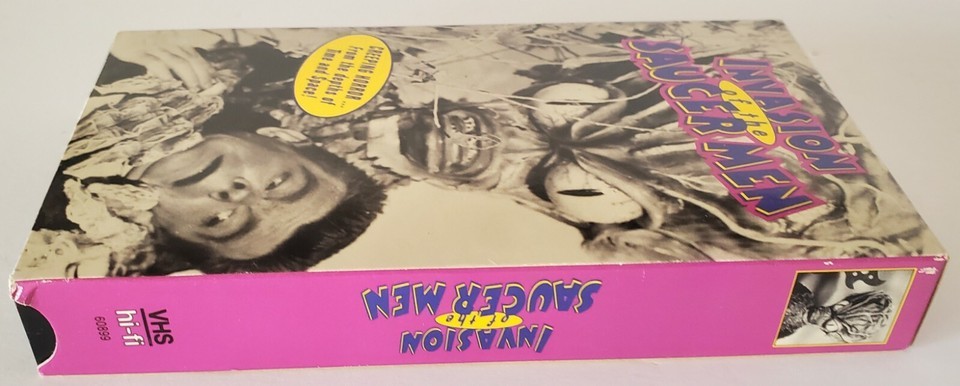 INVASION
of the
SAUCER MEN
CREEPING HORROR...
From the depths of
Time and Space!
INVASION
of the
SAUCER MEN
VHS
hi-fi
60899